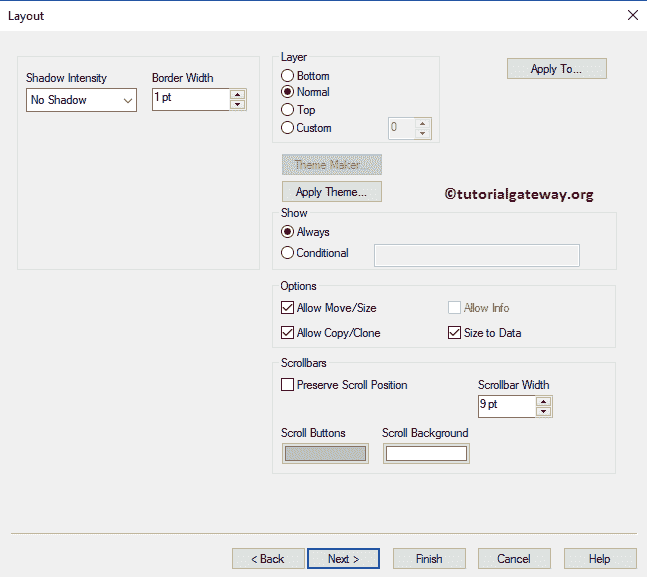 Layout
Shadow Intensity
No Shadow
Border Width
1 pt
Layer
Bottom
Normal
Top
Custom
0
Apply To...
Theme Maker...
Apply Theme...
©tutorialgateway.org
Show
Always
Conditional
Options
Allow Move/Size
Allow Info
Allow Copy/Clone
Size to Data
Scrollbars
Preserve Scroll Position
Scrollbar Width
9 pt
Scroll Buttons
Scroll Background
< Back
Next >
Finish
Cancel
Help